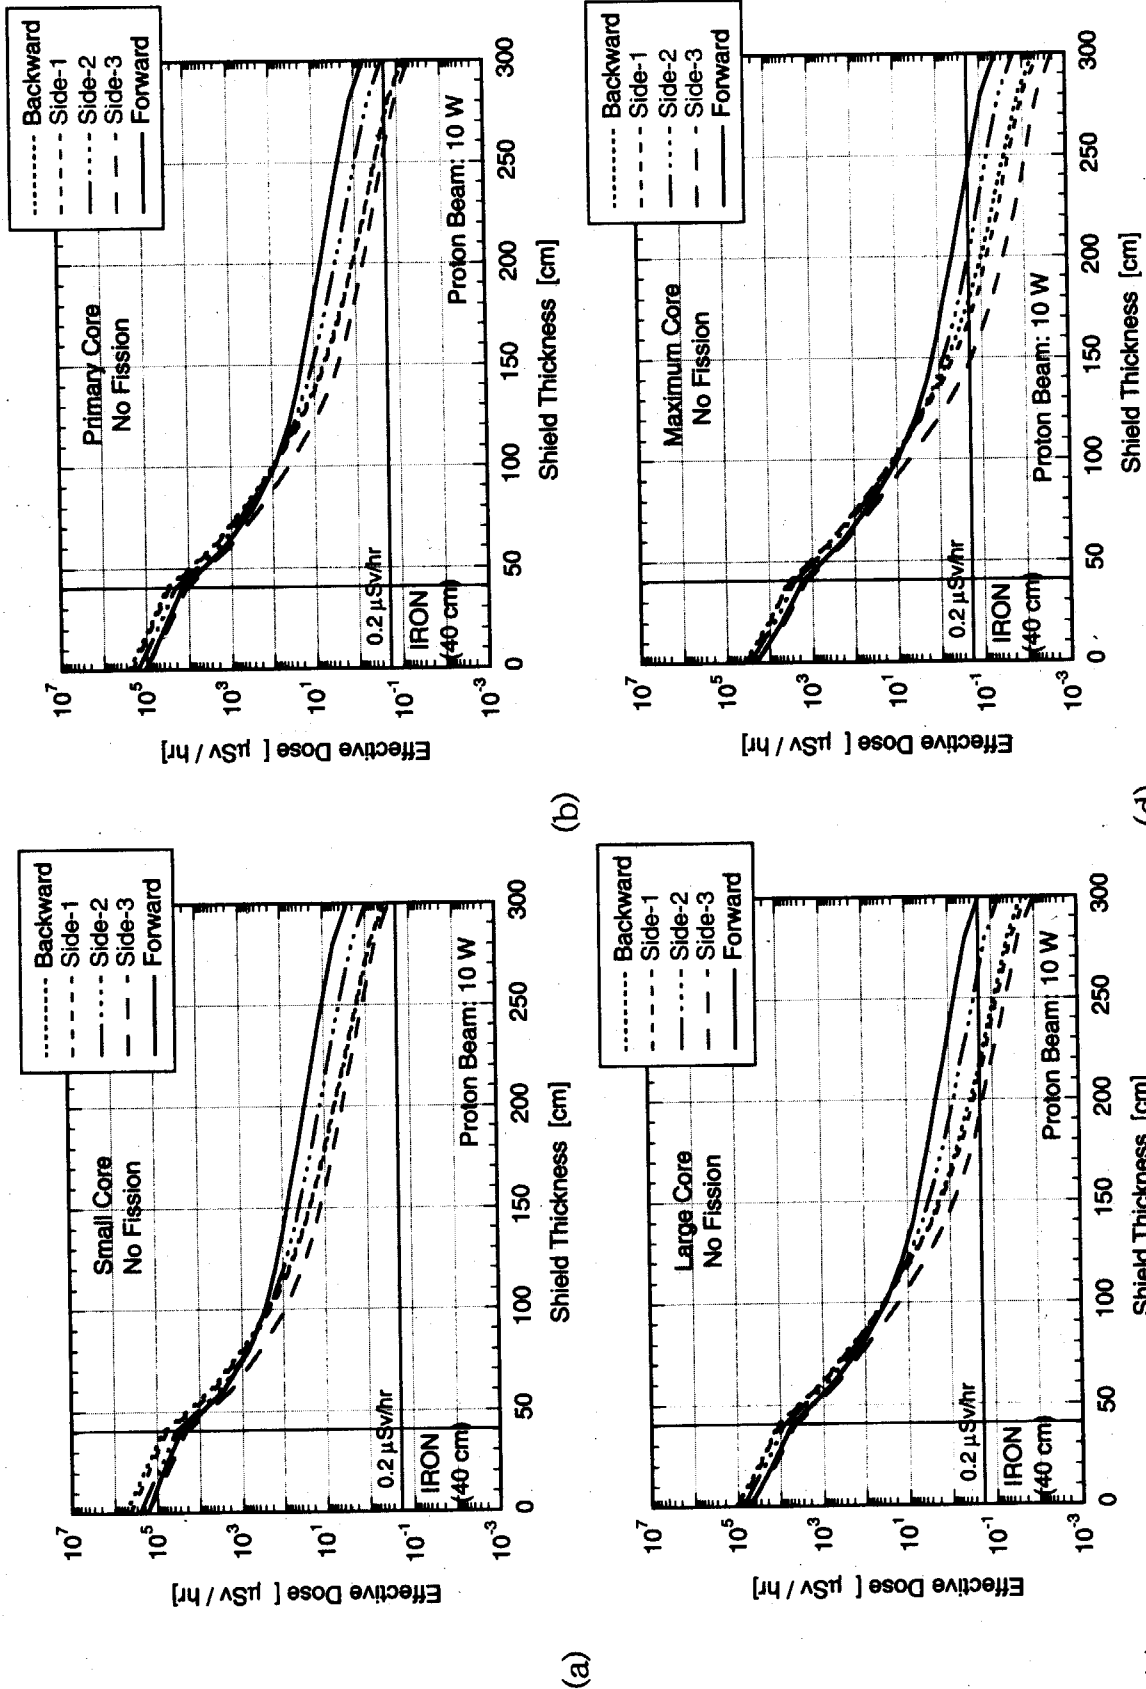 (a)
Small Core
No Fission
Backward
Side-1
Side-2
Side-3
Forward
10^7
10^5
10^3
10^1
10^-1
10^-3
Effective Dose [ μSv / hr]
0.2 μSv/hr
IRON
(40 cm)
Proton Beam: 10 W
0 50 100 150 200 250 300
Shield Thickness [cm]
(b)
Primary Core
No Fission
Backward
Side-1
Side-2
Side-3
Forward
10^7
10^5
10^3
10^1
10^-1
10^-3
Effective Dose [ μSv / hr]
0.2 μSv/hr
IRON
(40 cm)
Proton Beam: 10 W
0 50 100 150 200 250 300
Shield Thickness [cm]
Large Core
No Fission
Backward
Side-1
Side-2
Side-3
Forward
10^7
10^5
10^3
10^1
10^-1
10^-3
Effective Dose [ μSv / hr]
0.2 μSv/hr
IRON
(40 cm)
Proton Beam: 10 W
0 50 100 150 200 250 300
Shield Thickness [cm]
(d)
Maximum Core
No Fission
Backward
Side-1
Side-2
Side-3
Forward
10^7
10^5
10^3
10^1
10^-1
10^-3
Effective Dose [ μSv / hr]
0.2 μSv/hr
IRON
(40 cm)
Proton Beam: 10 W
0 50 100 150 200 250 300
Shield Thickness [cm]